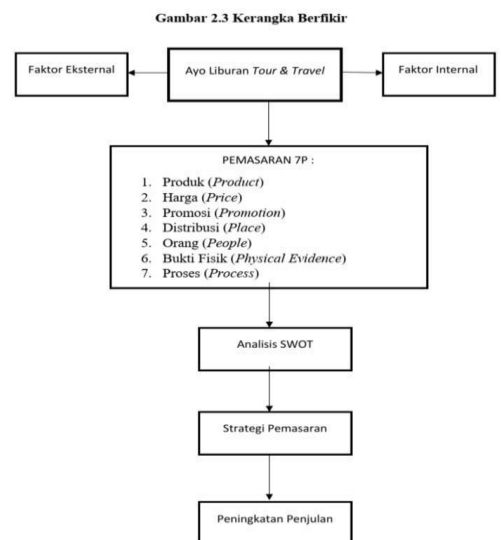 Gambar 2.3 Kerangka Berfikir
Faktor Eksternal
Ayo Liburan Tour & Travel
Faktor Internal
PEMASARAN 7P :
1. Produk (Product)
2. Harga (Price)
3. Promosi (Promotion)
4. Distribusi (Place)
5. Orang (People)
6. Bukti Fisik (Physical Evidence)
7. Proses (Process)
Analisis SWOT
Strategi Pemasaran
Peningkatan Penjulan